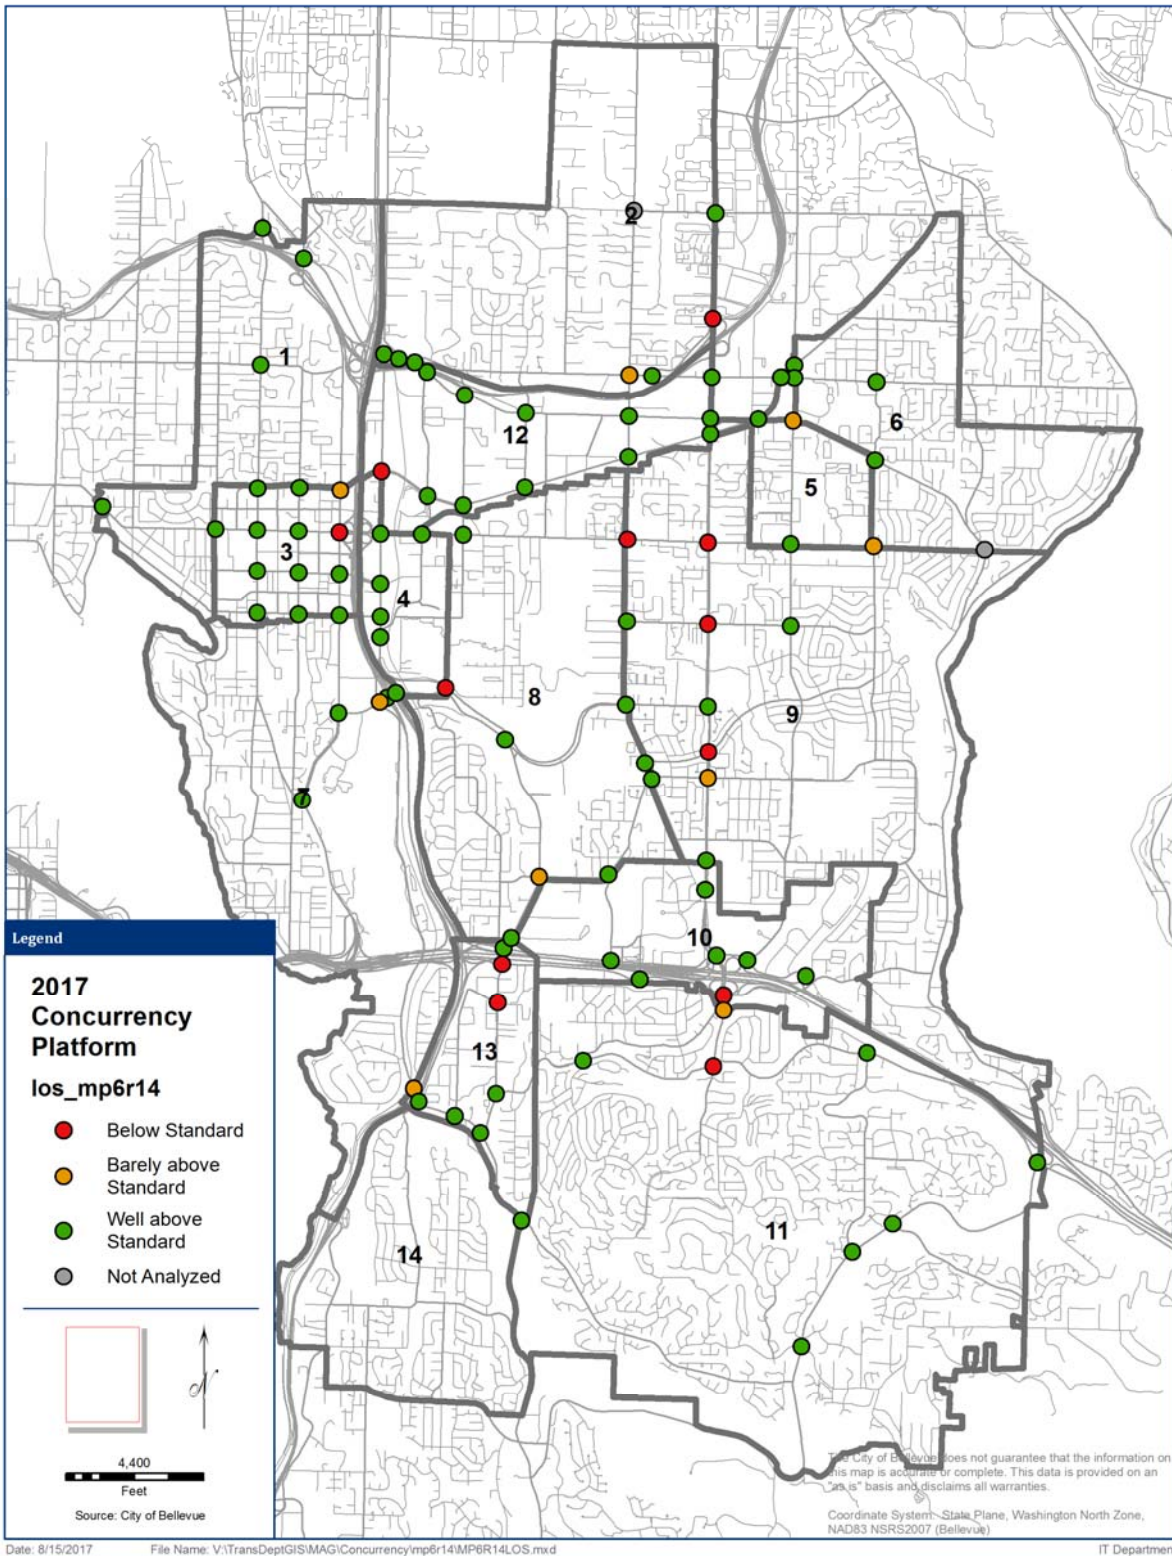 2
1
6
12
5
3
4
8
9
7
10
13
11
14
Legend
2017
Concurrency
Platform
los_mp6r14
Below Standard
Barely above
Standard
Well above
Standard
Not Analyzed
N
4,400
Feet
Source: City of Bellevue
The City of Bellevue does not guarantee that the information on
this map is accurate or complete. This data is provided on an
"as is" basis and disclaims all warranties.
Coordinate System: State Plane, Washington North Zone,
NAD83 NSRS2007 (Bellevue)
Date: 8/15/2017
File Name: V:\TransDeptGIS\MAG\Concurrency\mp6r14\MP6R14LOS.mxd
IT Departmen